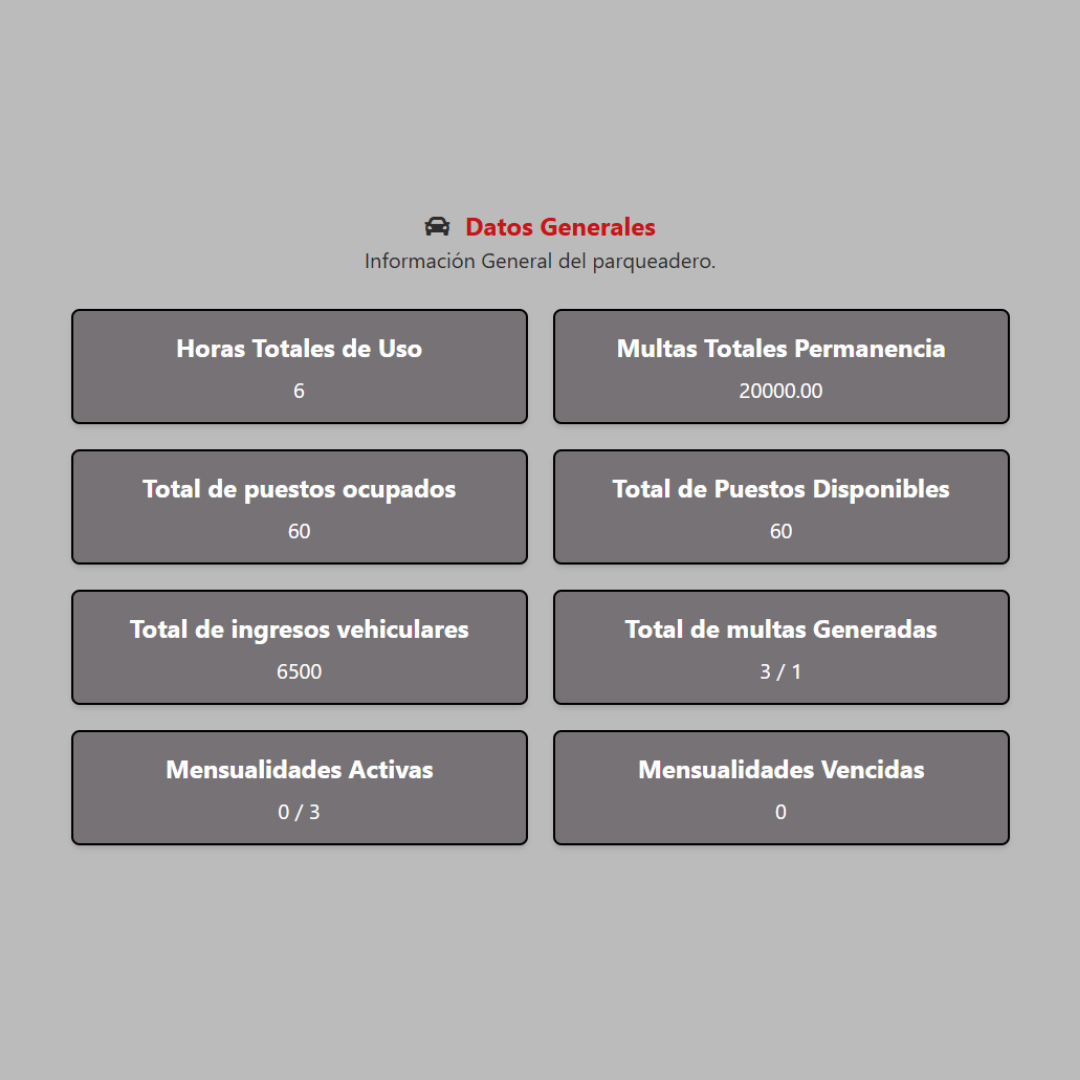 Datos Generales
Información General del parqueadero.
Horas Totales de Uso
6
Multas Totales Permanencia
20000.00
Total de puestos ocupados
60
Total de Puestos Disponibles
60
Total de ingresos vehiculares
6500
Total de multas Generadas
3 / 1
Mensualidades Activas
0 / 3
Mensualidades Vencidas
0